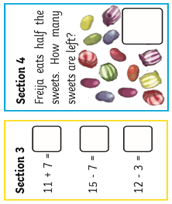 Section 3
11 + 7 =
15 - 7 =
12 - 3 =
Section 4
Freija eats half the
sweets. How many
sweets are left?